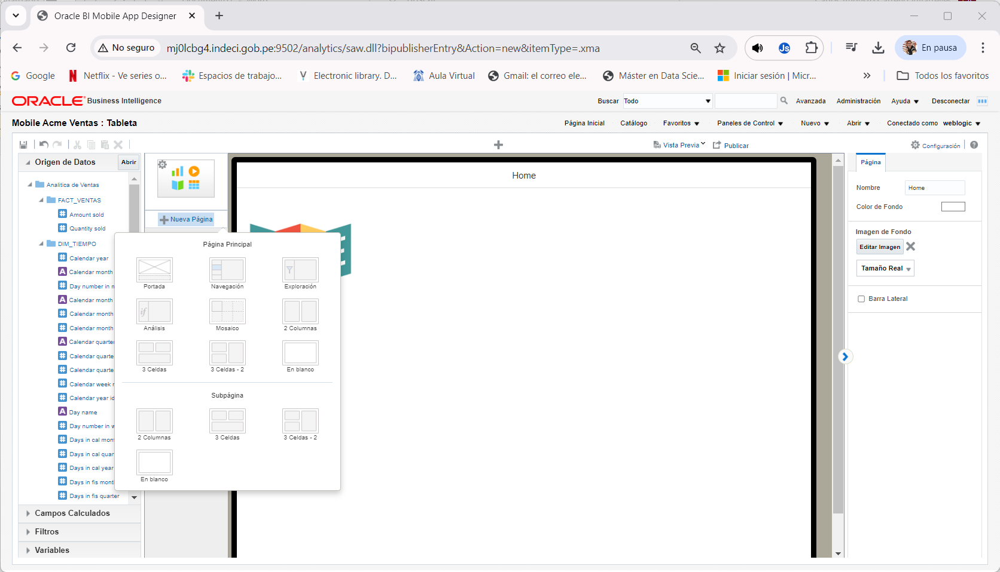 Oracle BI Mobile App Designer
No seguro
mj0lcbg4.indeci.gob.pe:9502/analytics/saw.dll?bipublisherEntry&Action=new&itemType=.xma
JS
En pausa
Google
Netflix - Ve series o...
Espacios de trabajo...
Electronic library. D...
Aula Virtual
Gmail: el correo ele...
Máster en Data Scie...
Iniciar sesión | Micr...
Todos los favoritos
ORACLE Business Intelligence
Buscar
Todo
Avanzada
Administración
Ayuda
Desconectar
Mobile Acme Ventas : Tableta
Página Inicial
Catálogo
Favoritos
Paneles de Control
Nuevo
Abrir
Conectado como weblogic
Vista Previa
Publicar
Configuración
Origen de Datos
Abrir
Analitica de Ventas
FACT_VENTAS
Amount sold
Quantity sold
DIM_TIEMPO
Calendar year
Calendar month
Day number in m
Calendar month
Calendar month
Calendar month
Calendar quarte
Calendar quarte
Calendar quarte
Calendar week n
Calendar year id
Day name
Day number in w
Days in cal mont
Days in cal quar
Days in cal year
Days in fis mont
Days in fis quarter
Campos Calculados
Filtros
Variables
Nueva Página
Página Principal
Portada
Navegación
Exploración
if
Análisis
Mosaico
2 Columnas
3 Celdas
3 Celdas - 2
En blanco
Subpágina
2 Columnas
3 Celdas
3 Celdas - 2
En blanco
Home
Página
Nombre
Home
Color de Fondo
Imagen de Fondo
Editar Imagen
Tamaño Real
Barra Lateral